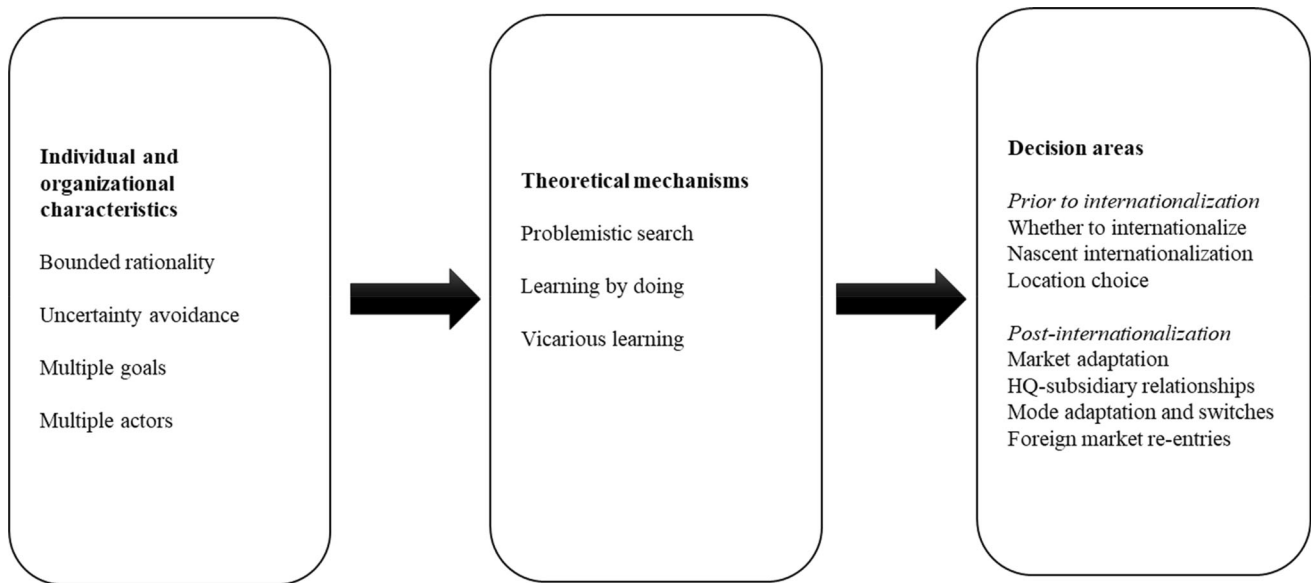 Individual and
organizational
characteristics
Bounded rationality
Uncertainty avoidance
Multiple goals
Multiple actors
Theoretical mechanisms
Problemistic search
Learning by doing
Vicarious learning
Decision areas
Prior to internationalization
Whether to internationalize
Nascent internationalization
Location choice
Post-internationalization
Market adaptation
HQ-subsidiary relationships
Mode adaptation and switches
Foreign market re-entries